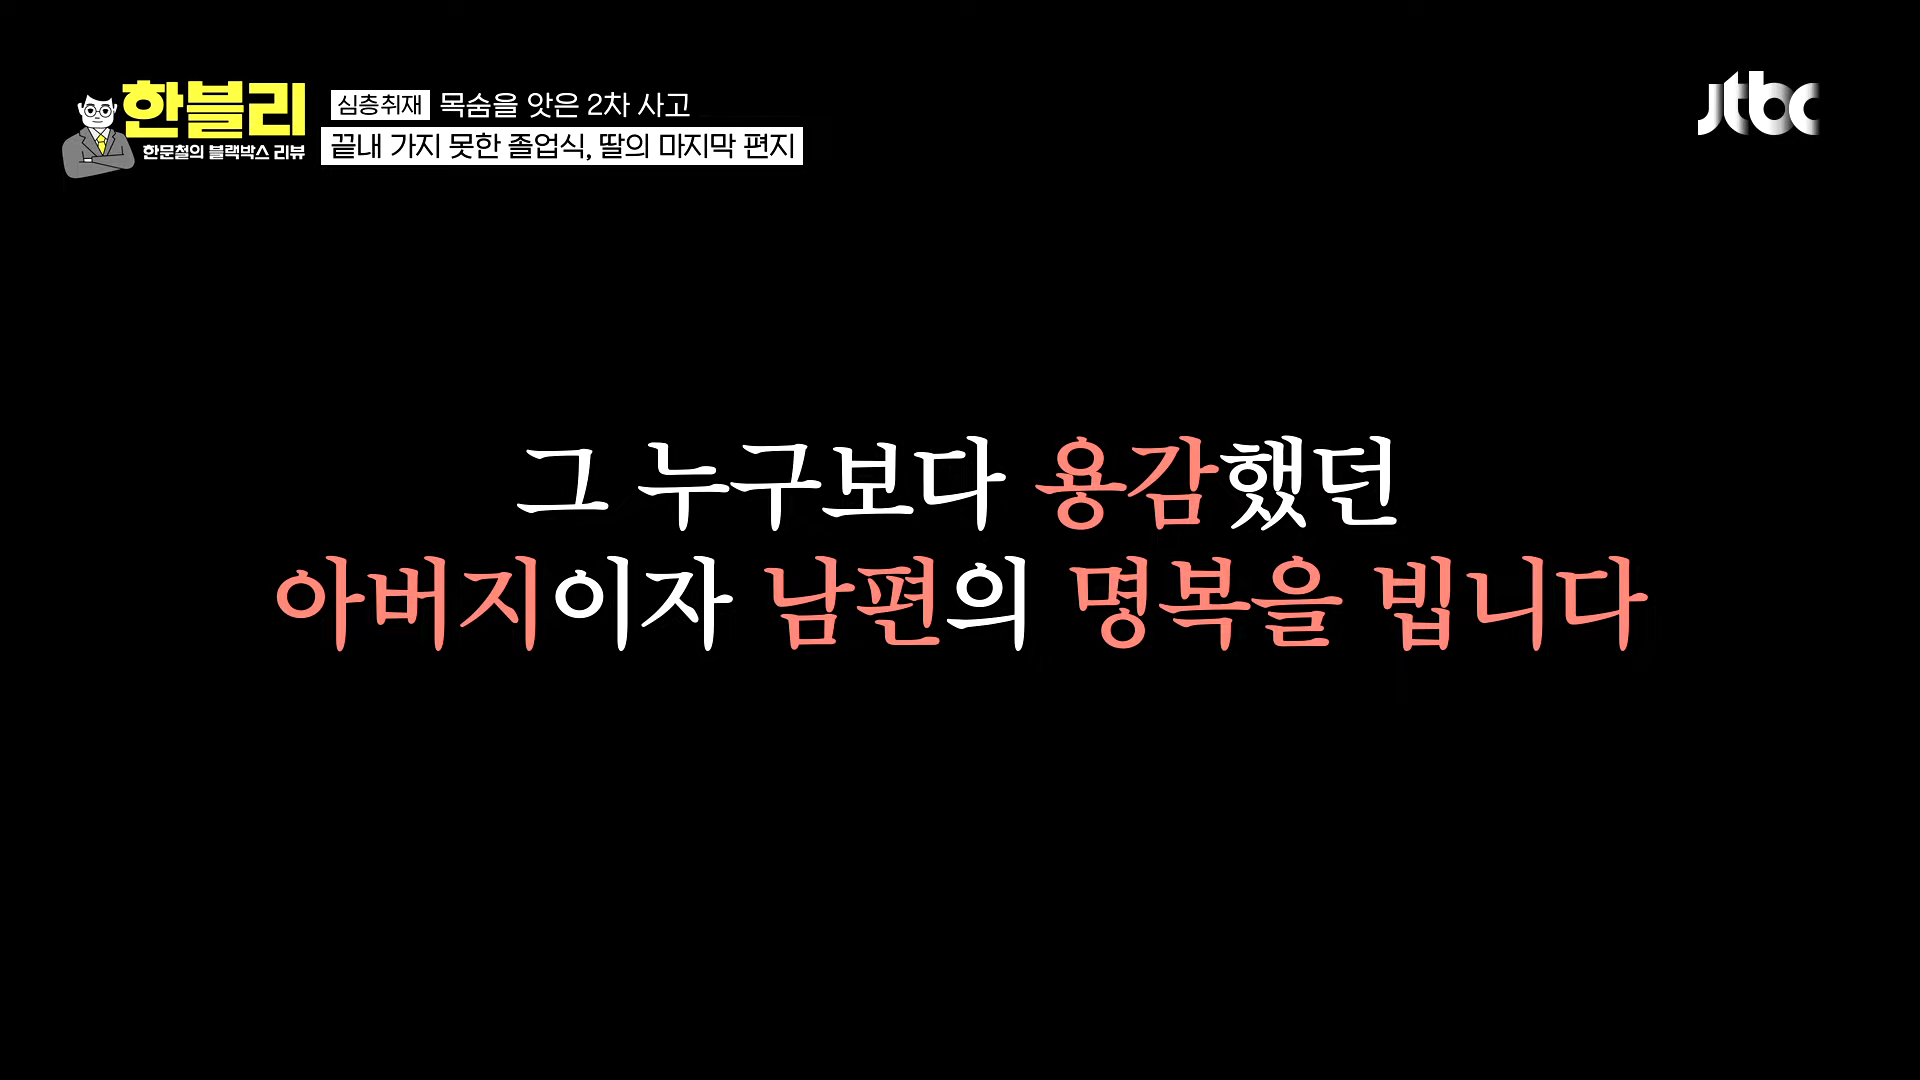 한블리
한문철의 블랙박스 리뷰
심층취재 목숨을 앗은 2차 사고
끝내 가지 못한 졸업식, 딸의 마지막 편지
jtbc
그 누구보다 용감했던
아버지이자 남편의 명복을 빕니다